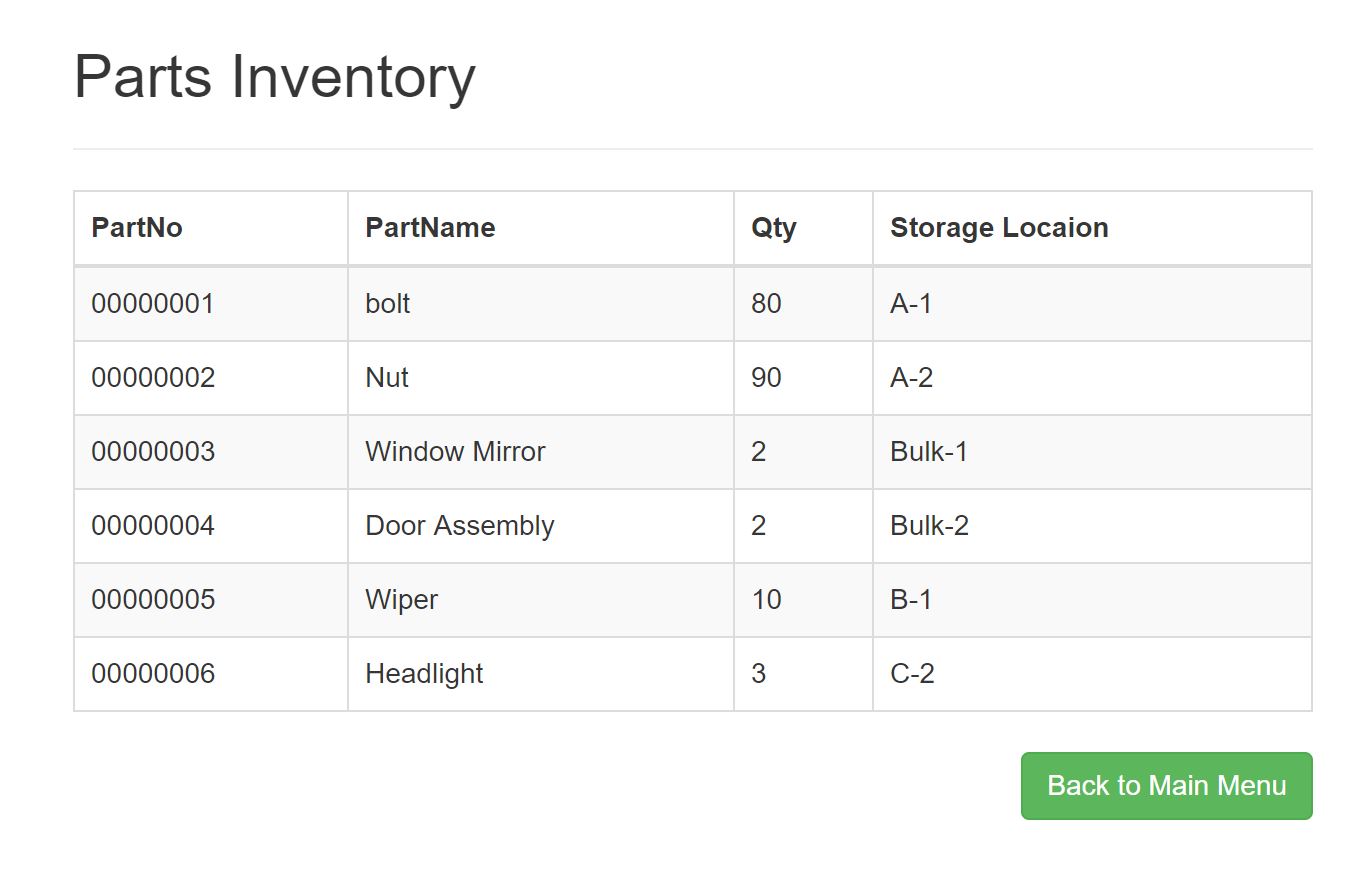 Parts Inventory
PartNo PartName Qty Storage Locaion
00000001 bolt 80 A-1
00000002 Nut 90 A-2
00000003 Window Mirror 2 Bulk-1
00000004 Door Assembly 2 Bulk-2
00000005 Wiper 10 B-1
00000006 Headlight 3 C-2
Back to Main Menu